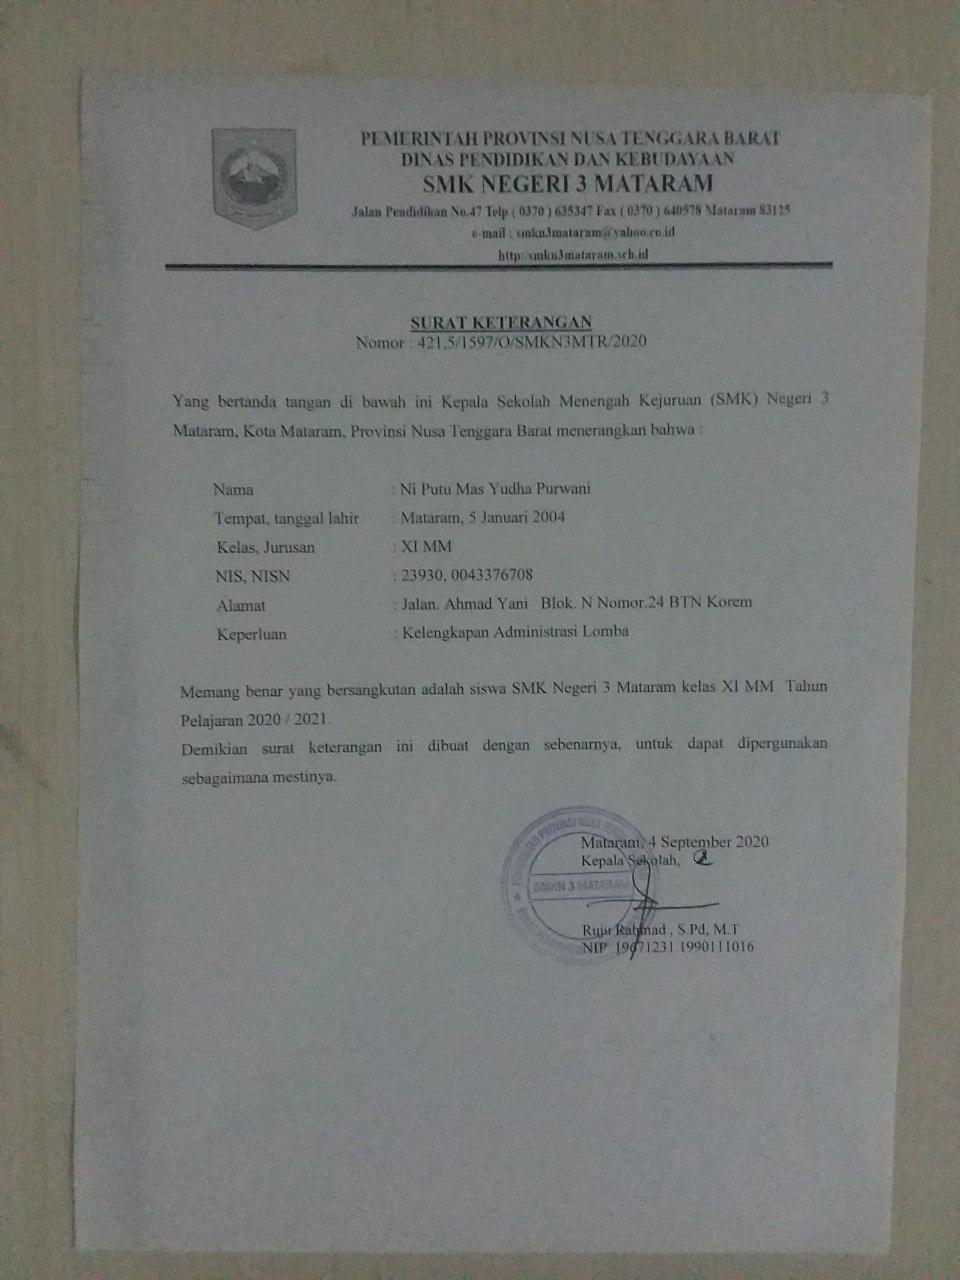 PEMERINTAH PROVINSI NUSA TENGGARA BARAT
DINAS PENDIDIKAN DAN KEBUDAYAAN
SMK NEGERI 3 MATARAM
Jalan Pendidikan No.47 Telp ( 0370 ) 635347 Fax ( 0370 ) 640578 Mataram 83125
e-mail : smkn3mataram@yahoo.co.id
http:/smkn3mataram.sch.id
SURAT KETERANGAN
Nomor : 421.5/1597/O/SMKN3MTR/2020
Yang bertanda tangan di bawah ini Kepala Sekolah Menengah Kejuruan (SMK) Negeri 3
Mataram, Kota Mataram, Provinsi Nusa Tenggara Barat menerangkan bahwa :
Nama : Ni Putu Mas Yudha Purwani
Tempat, tanggal lahir : Mataram, 5 Januari 2004
Kelas, Jurusan : XI MM
NIS, NISN : 23930, 0043376708
Alamat : Jalan. Ahmad Yani Blok. N Nomor.24 BTN Korem
Keperluan : Kelengkapan Administrasi Lomba
Memang benar yang bersangkutan adalah siswa SMK Negeri 3 Mataram kelas XI MM Tahun
Pelajaran 2020 / 2021.
Demikian surat keterangan ini dibuat dengan sebenarnya, untuk dapat dipergunakan
sebagaimana mestinya.
Mataram, 4 September 2020
Kepala Sekolah,
SMKN 3 MATARAM
Ruju Rahmad , S.Pd, M.T
NIP 19671231 1990111016